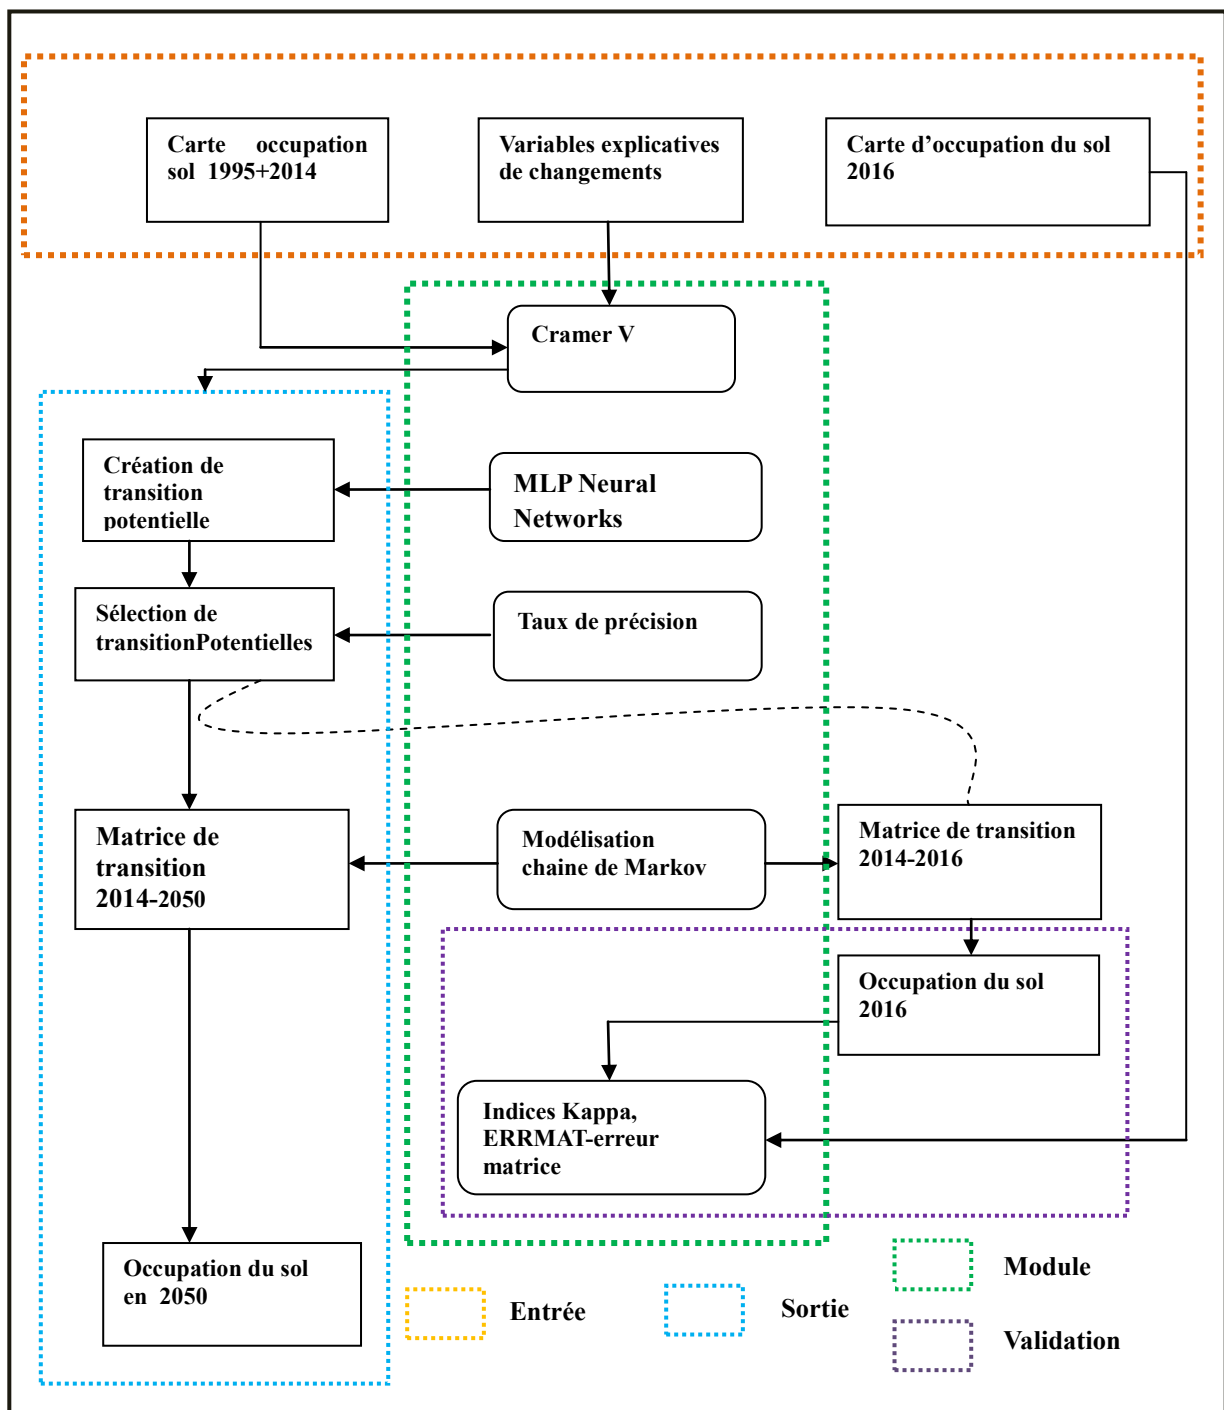 Carte occupation
sol 1995+2014
Variables explicatives
de changements
Carte d'occupation du sol
2016
Cramer V
Création de
transition
potentielle
MLP Neural
Networks
Sélection de
transitionPotentielles
Taux de précision
Matrice de
transition
2014-2050
Modélisation
chaine de Markov
Matrice de transition
2014-2016
Occupation du sol
2016
Indices Kappa,
ERRMAT-erreur
matrice
Occupation du sol
en 2050
Entrée
Sortie
Module
Validation